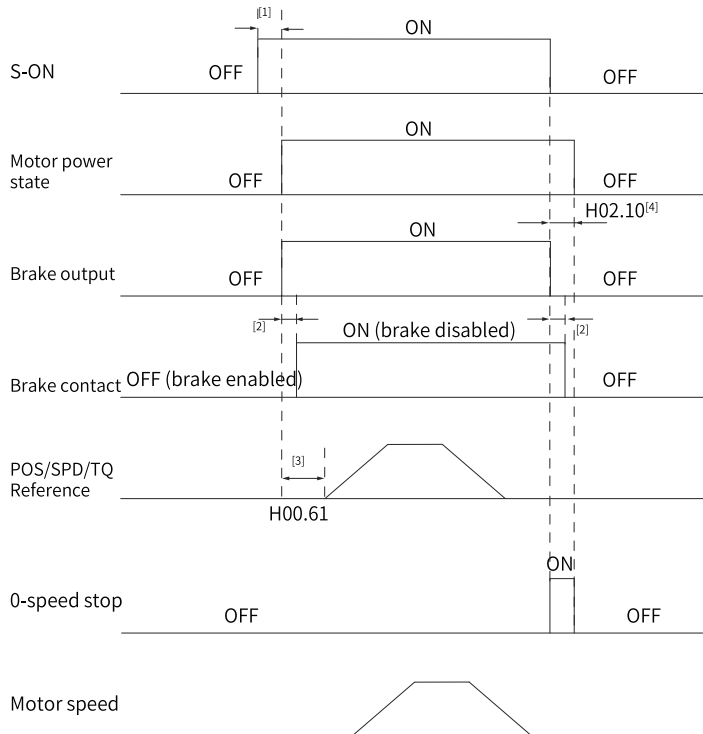 [1]
ON
S-ON
OFF
OFF
ON
Motor power
state
OFF
OFF
H02.10[4]
ON
Brake output
OFF
OFF
[2]
ON (brake disabled)
[2]
Brake contact
OFF (brake enabled)
OFF
[3]
POS/SPD/TQ
Reference
H00.61
ON
0-speed stop
OFF
OFF
Motor speed